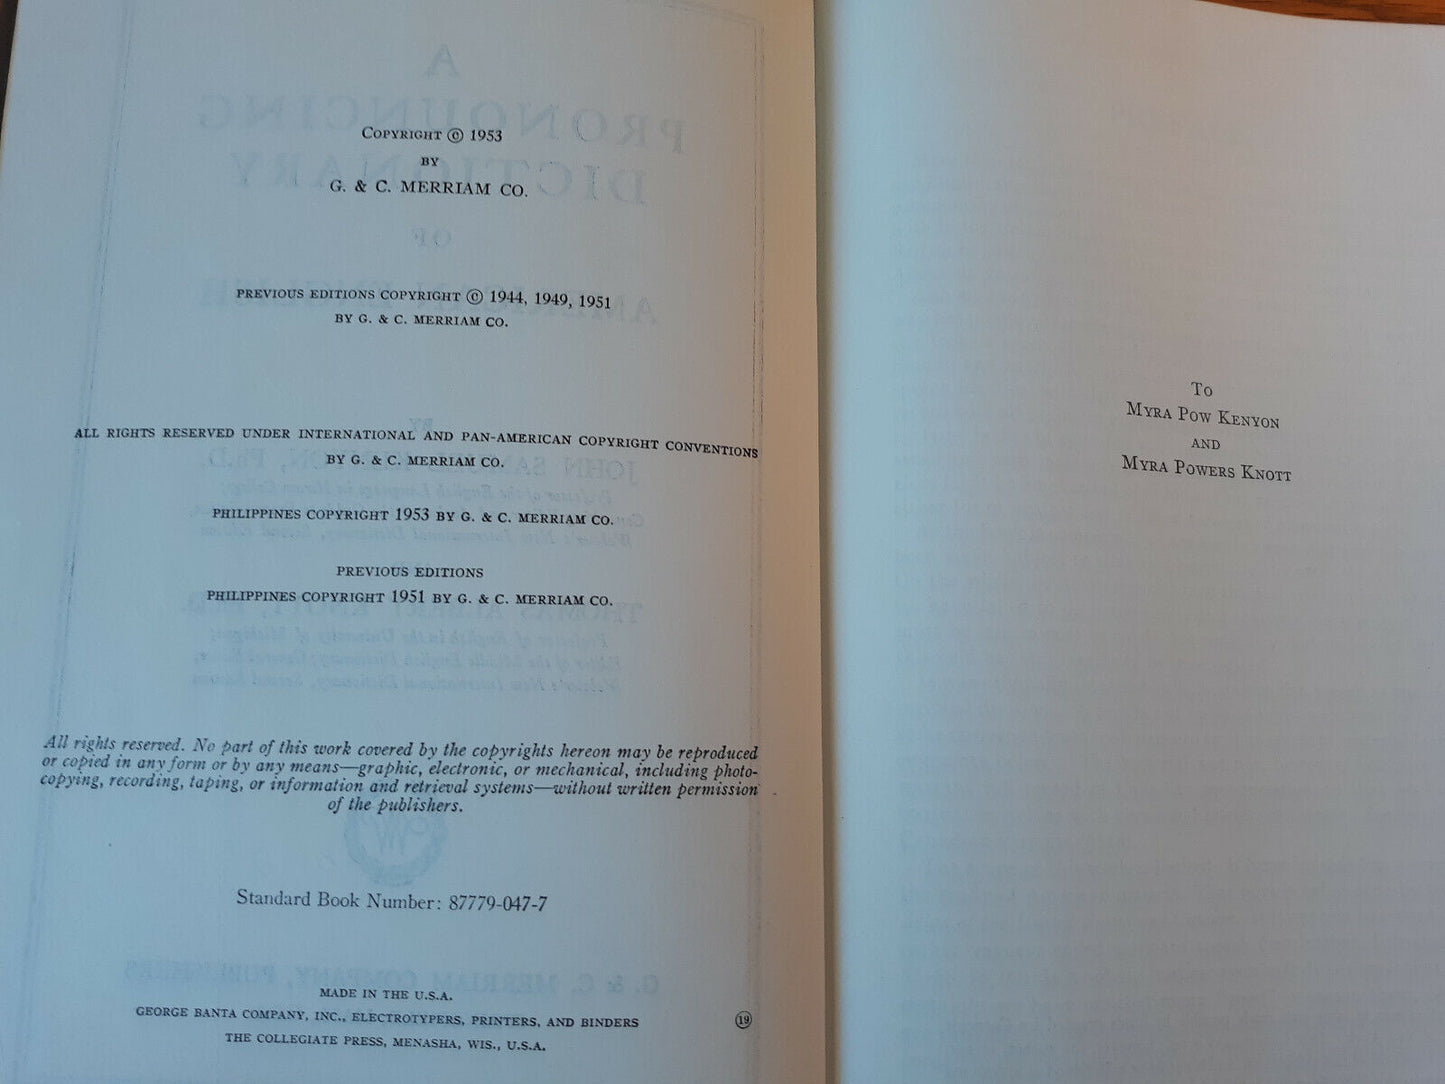 Copyright © 1953
BY
G. & C. MERRIAM CO.
PREVIOUS EDITIONS COPYRIGHT © 1944, 1949, 1951
BY G. & C. MERRIAM CO.
ALL RIGHTS RESERVED UNDER INTERNATIONAL AND PAN-AMERICAN COPYRIGHT CONVENTIONS
BY G. & C. MERRIAM CO.
PHILIPPINES COPYRIGHT 1953 BY G. & C. MERRIAM CO.
PREVIOUS EDITIONS
PHILIPPINES COPYRIGHT 1951 BY G. & C. MERRIAM CO.
All rights reserved. No part of this work covered by the copyrights hereon may be reproduced
or copied in any form or by any means—graphic, electronic, or mechanical, including photo-
copying, recording, taping, or information and retrieval systems—without written permission
of the publishers.
Standard Book Number: 87779-047-7
MADE IN THE U.S.A.
GEORGE BANTA COMPANY, INC., ELECTROTYPERS, PRINTERS, AND BINDERS
THE COLLEGIATE PRESS, MENASHA, WIS., U.S.A.
19
To
Myra Pow Kenyon
AND
Myra Powers Knott